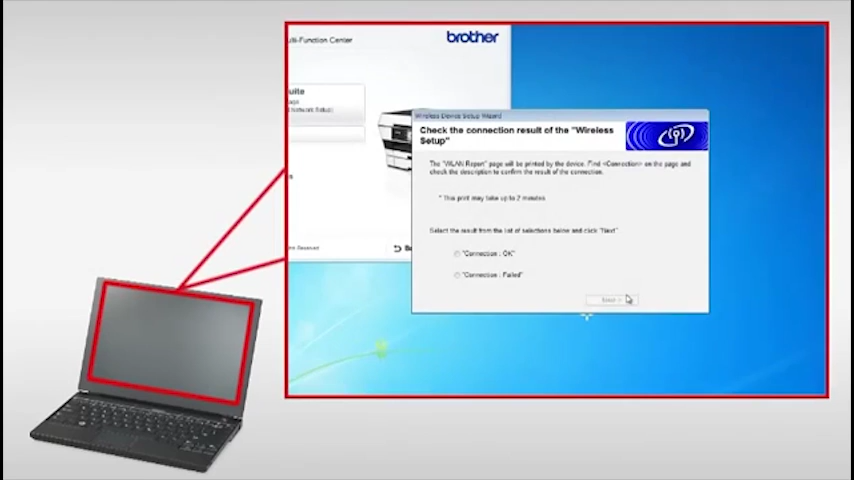 ulti-Function Center
brother
uite
Network Setup)
Wireless Device Setup Wizard
Check the connection result of the "Wireless
Setup"
The "WLAN Report" page will be printed by the device. Find <Connection> on the page and
check the description to confirm the result of the connection.
* This print may take up to 2 minutes.
Select the result from the list of selections below and click "Next".
"Connection : OK"
"Connection : Failed"
Next >